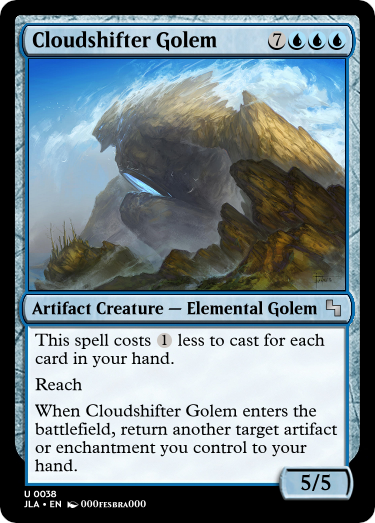 Cloudshifter Golem 7
Artifact Creature — Elemental Golem
This spell costs 1 less to cast for each
card in your hand.
Reach
When Cloudshifter Golem enters the
battlefield, return another target artifact
or enchantment you control to your
hand.
5/5
U 0038
JLA • EN 000FESBRA000